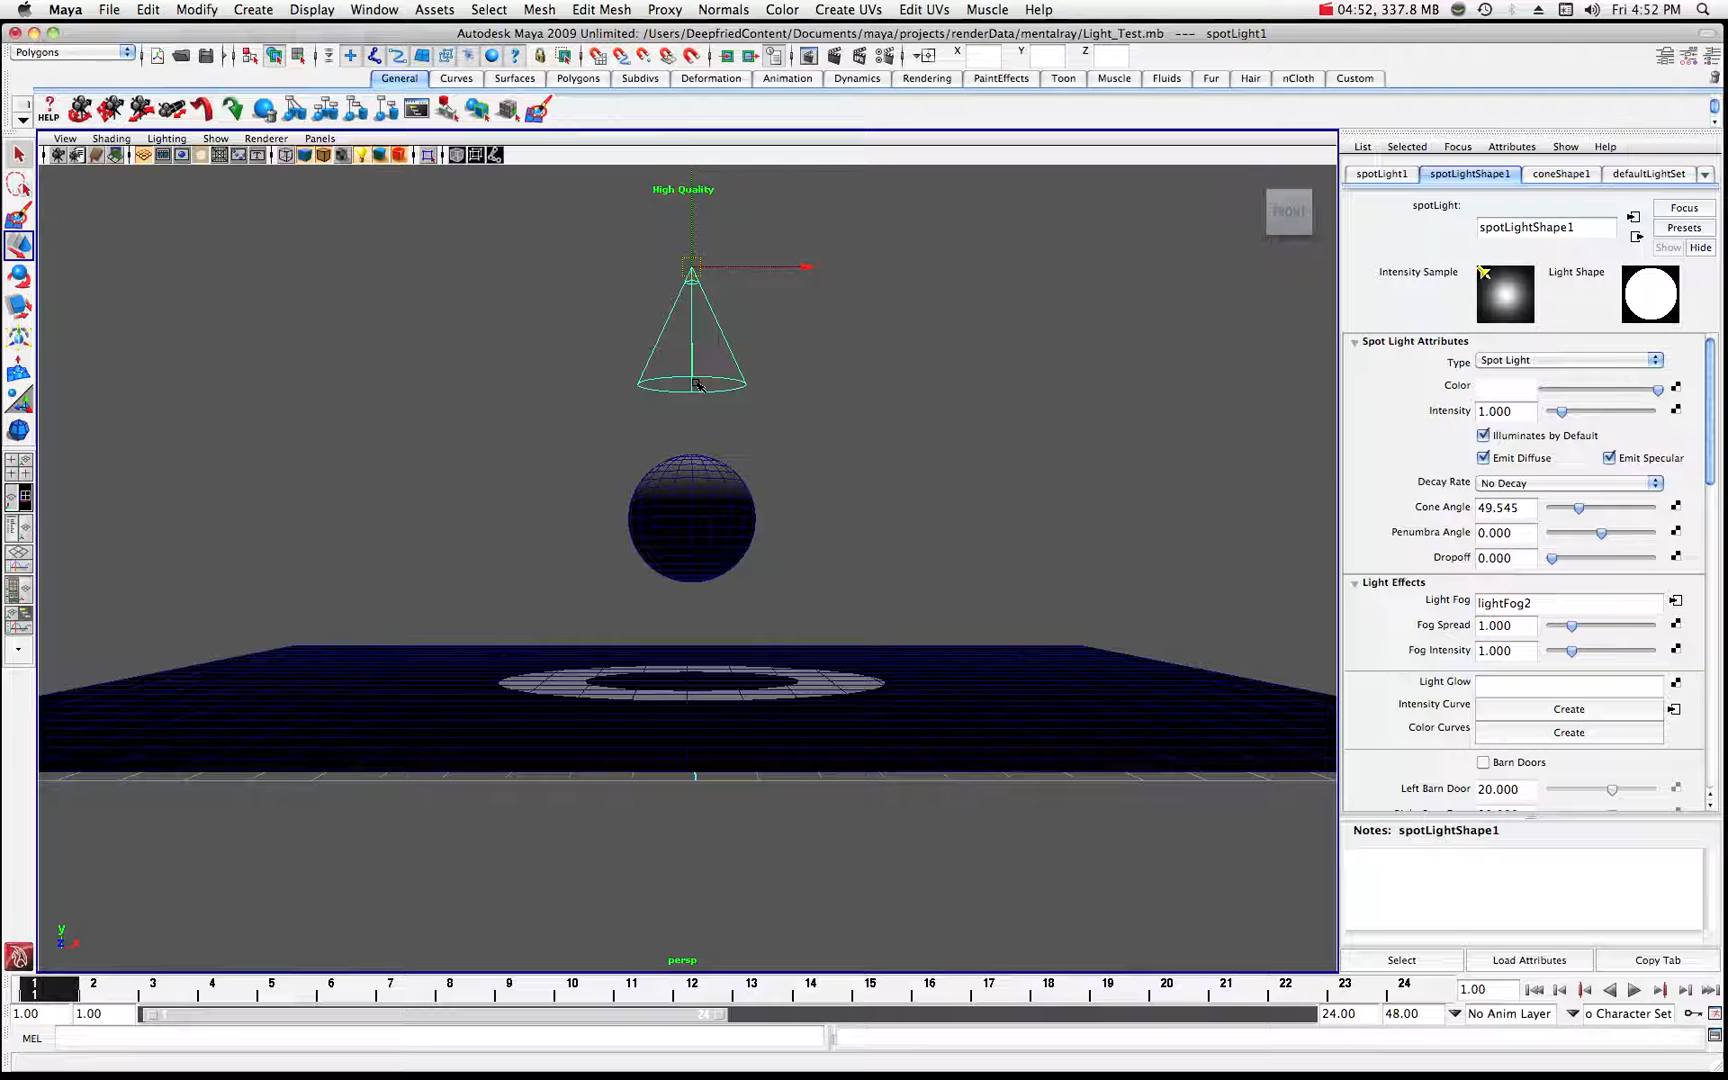 Maya File Edit Modify Create Display Window Assets Select Mesh Edit Mesh Proxy Normals Color Create UVs Edit UVs Muscle Help 04:52, 337.8 MB Fri 4:52 PM
Autodesk Maya 2009 Unlimited: /Users/DeepfriedContent/Documents/maya/projects/renderData/mentalray/Light_Test.mb --- spotLight1
Polygons X Y Z
General Curves Surfaces Polygons Subdivs Deformation Animation Dynamics Rendering PaintEffects Toon Muscle Fluids Fur Hair nCloth Custom
HELP
View Shading Lighting Show Renderer Panels
List Selected Focus Attributes Show Help
spotLight1 spotLightShape1 coneShape1 defaultLightSet
High Quality
FRONT
spotLight: spotLightShape1
Focus
Presets
Show Hide
Intensity Sample Light Shape
Spot Light Attributes
Type Spot Light
Color
Intensity 1.000
Illuminates by Default
Emit Diffuse Emit Specular
Decay Rate No Decay
Cone Angle 49.545
Penumbra Angle 0.000
Dropoff 0.000
Light Effects
Light Fog lightFog2
Fog Spread 1.000
Fog Intensity 1.000
Light Glow
Intensity Curve Create
Color Curves Create
Barn Doors
Left Barn Door 20.000
Notes: spotLightShape1
y
z x
persp
Select Load Attributes Copy Tab
1 2 3 4 5 6 7 8 9 10 11 12 13 14 15 16 17 18 19 20 21 22 23 24
1 1.00
1.00 1.00 1 24 24.00 48.00 No Anim Layer o Character Set
MEL